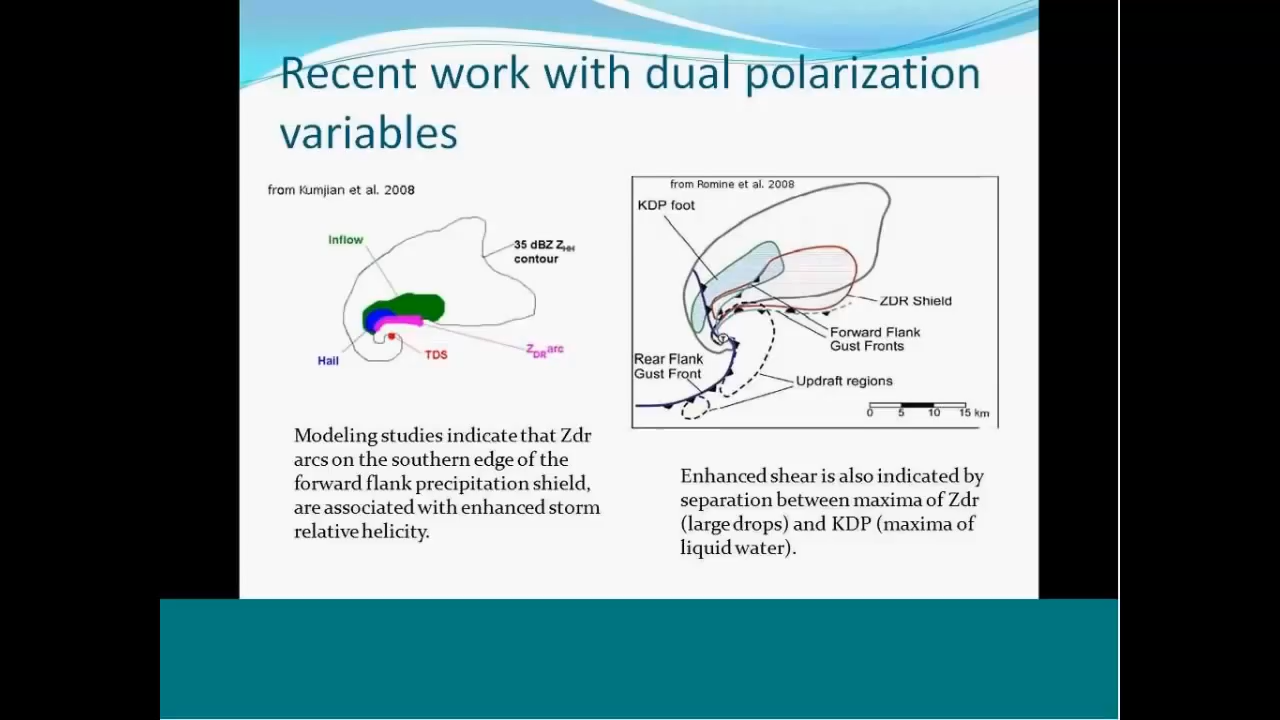 Recent work with dual polarization
variables
from Kumjian et al. 2008
Inflow
35 dBZ ZHH
contour
Hail
TDS
ZDR arc
from Romine et al. 2008
KDP foot
ZDR Shield
Forward Flank
Gust Fronts
Rear Flank
Gust Front
Updraft regions
0 5 10 15 km
Modeling studies indicate that Zdr
arcs on the southern edge of the
forward flank precipitation shield,
are associated with enhanced storm
relative helicity.
Enhanced shear is also indicated by
separation between maxima of Zdr
(large drops) and KDP (maxima of
liquid water).